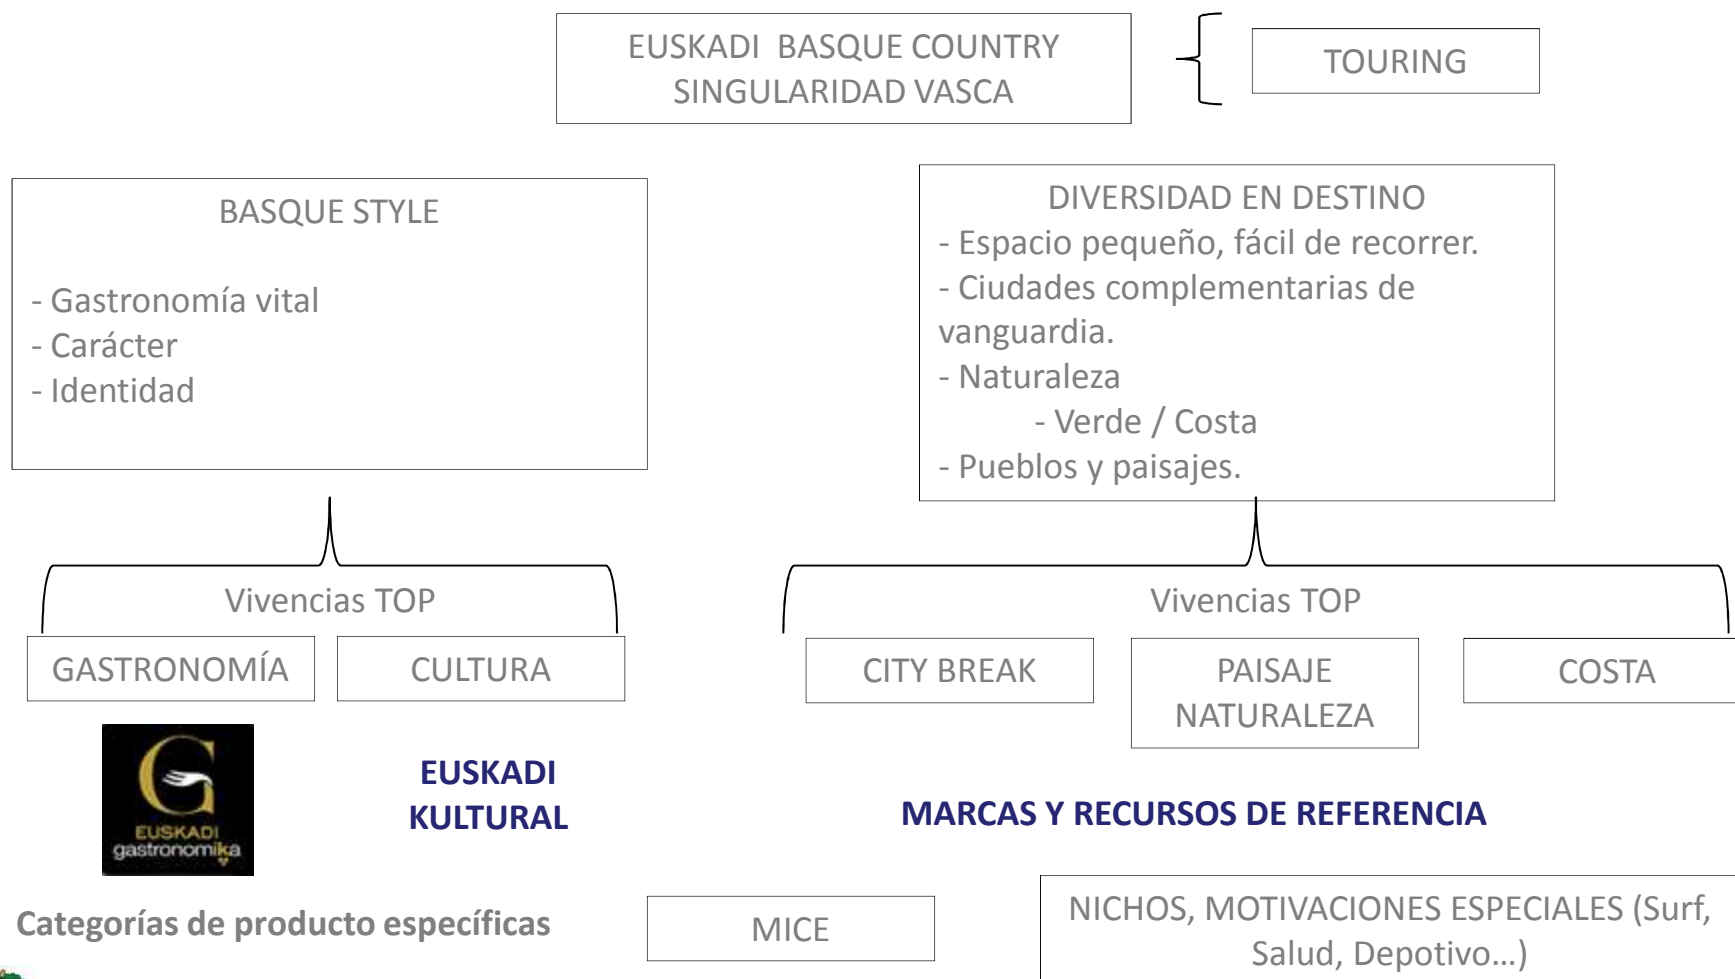 EUSKADI  BASQUE COUNTRY
SINGULARIDAD VASCA
TOURING
BASQUE STYLE
- Gastronomía vital
- Carácter
- Identidad
DIVERSIDAD EN DESTINO
- Espacio pequeño, fácil de recorrer.
- Ciudades complementarias de
vanguardia.
- Naturaleza
- Verde / Costa
- Pueblos y paisajes.
Vivencias TOP
GASTRONOMÍA
CULTURA
Vivencias TOP
CITY BREAK
PAISAJE
NATURALEZA
COSTA
G
EUSKADI
gastronomika
EUSKADI
KULTURAL
MARCAS Y RECURSOS DE REFERENCIA
Categorías de producto específicas
MICE
NICHOS, MOTIVACIONES ESPECIALES (Surf,
Salud, Depotivo...)